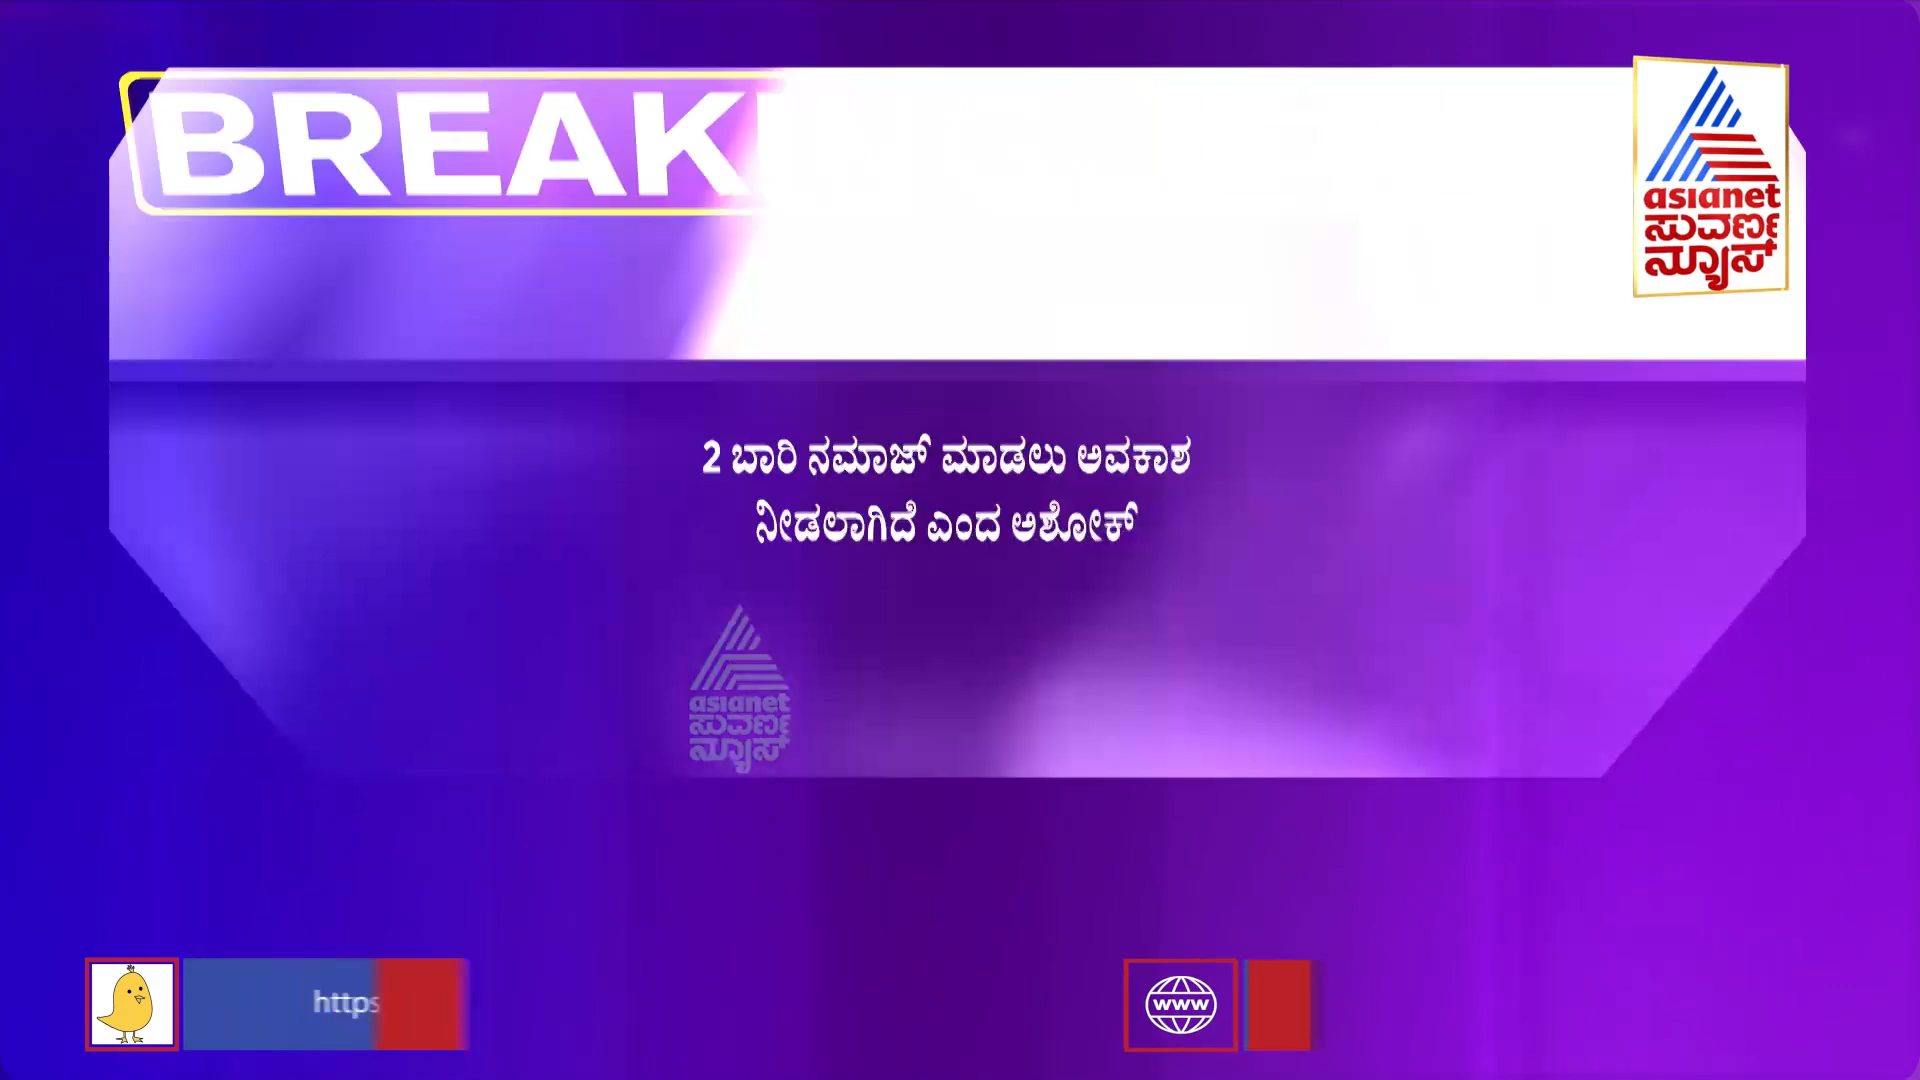 BREAK
asianet
ಸುವರ್ಣ
ನ್ಯೂಸ್
2 ಬಾರಿ ನಮಾಜ್ ಮಾಡಲು ಅವಕಾಶ
ನೀಡಲಾಗಿದೆ ಎಂದ ಅಶೋಕ್
asianet
ಸುವರ್ಣ
ನ್ಯೂಸ್
https
www